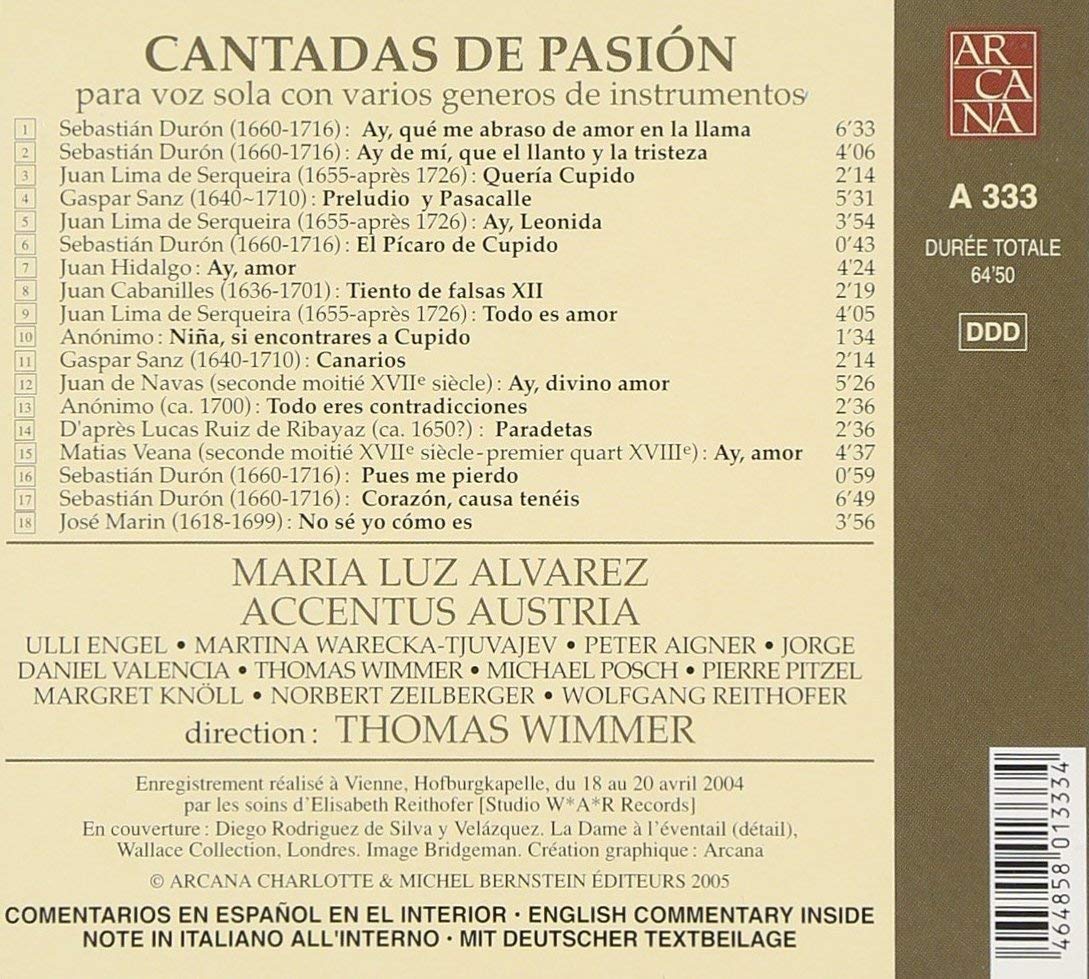 CANTADAS DE PASIÓN
para voz sola con varios generos de instrumentos
1 Sebastián Durón (1660-1716) : Ay, qué me abraso de amor en la llama 6'33
2 Sebastián Durón (1660-1716) : Ay de mí, que el llanto y la tristeza 4'06
3 Juan Lima de Serqueira (1655-après 1726) : Quería Cupido 2'14
4 Gaspar Sanz (1640~1710) : Preludio y Pasacalle 5'31
5 Juan Lima de Serqueira (1655-après 1726) : Ay, Leonida 3'54
6 Sebastián Durón (1660-1716) : El Pícaro de Cupido 0'43
7 Juan Hidalgo : Ay, amor 4'24
8 Juan Cabanilles (1636-1701) : Tiento de falsas XII 2'19
9 Juan Lima de Serqueira (1655-après 1726) : Todo es amor 4'05
10 Anónimo : Niña, si encontrares a Cupido 1'34
11 Gaspar Sanz (1640-1710) : Canarios 2'14
12 Juan de Navas (seconde moitié XVIIe siècle) : Ay, divino amor 5'26
13 Anónimo (ca. 1700) : Todo eres contradicciones 2'36
14 D'après Lucas Ruiz de Ribayaz (ca. 1650?) : Paradetas 2'36
15 Matias Veana (seconde moitié XVIIe siècle-premier quart XVIIIe) : Ay, amor 4'37
16 Sebastián Durón (1660-1716) : Pues me pierdo 0'59
17 Sebastián Durón (1660-1716) : Corazón, causa tenéis 6'49
18 José Marin (1618-1699) : No sé yo cómo es 3'56
MARIA LUZ ALVAREZ
ACCENTUS AUSTRIA
ULLI ENGEL • MARTINA WARECKA-TJUVAJEV • PETER AIGNER • JORGE
DANIEL VALENCIA • THOMAS WIMMER • MICHAEL POSCH • PIERRE PITZEL
MARGRET KNÖLL • NORBERT ZEILBERGER • WOLFGANG REITHOFER
direction : THOMAS WIMMER
Enregistrement réalisé à Vienne, Hofburgkapelle, du 18 au 20 avril 2004
par les soins d'Elisabeth Reithofer [Studio W*A*R Records]
En couverture : Diego Rodriguez de Silva y Velázquez. La Dame à l'éventail (détail),
Wallace Collection, Londres. Image Bridgeman. Création graphique : Arcana
© ARCANA CHARLOTTE & MICHEL BERNSTEIN ÉDITEURS 2005
COMENTARIOS EN ESPAÑOL EN EL INTERIOR · ENGLISH COMMENTARY INSIDE
NOTE IN ITALIANO ALL'INTERNO · MIT DEUTSCHER TEXTBEILAGE
AR
CA
NA
A 333
DURÉE TOTALE
64'50
DDD
4 64858 01333 4